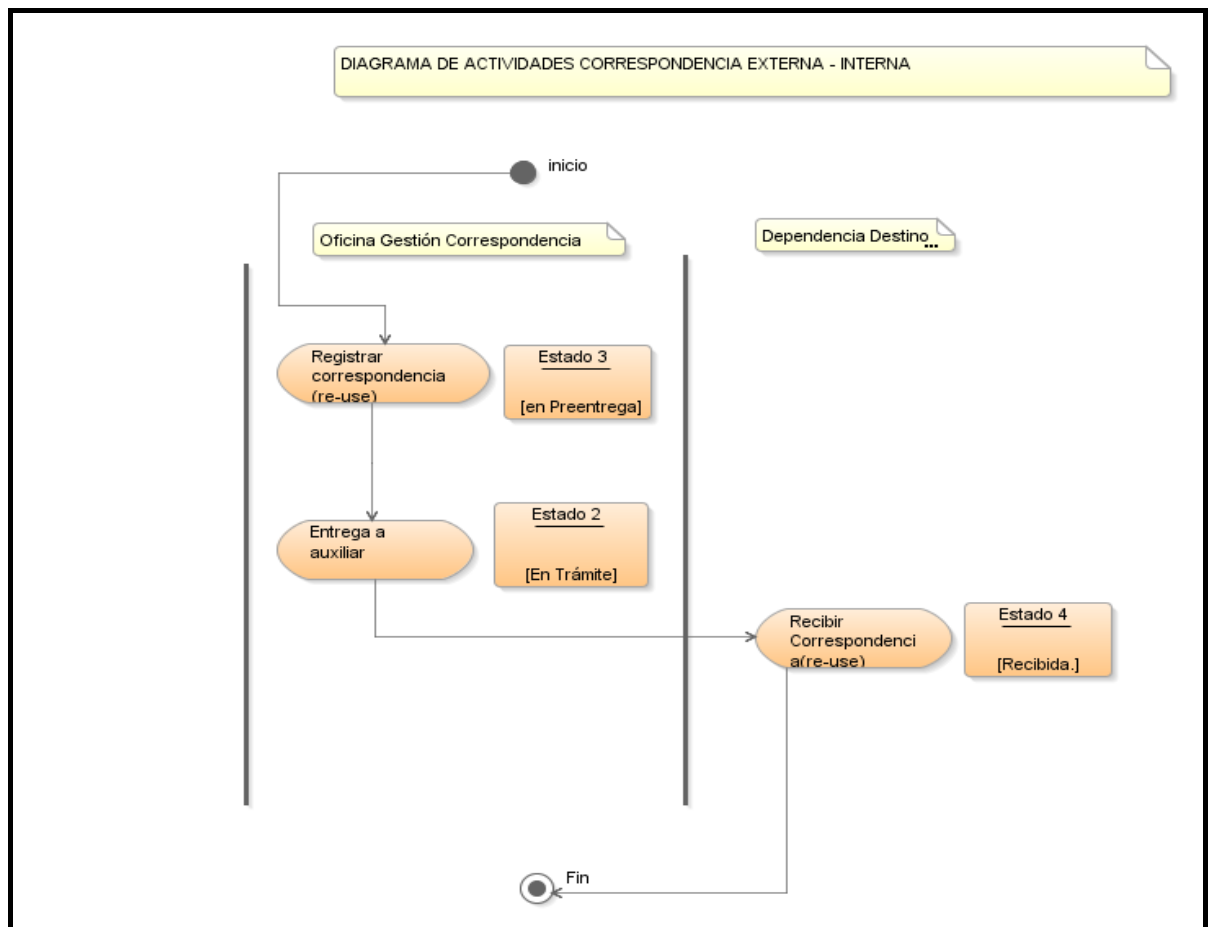 DIAGRAMA DE ACTIVIDADES CORRESPONDENCIA EXTERNA - INTERNA
inicio
Oficina Gestión Correspondencia
Dependencia Destino...
Registrar
correspondencia
(re-use)
Estado 3
[en Preentrega]
Entrega a
auxiliar
Estado 2
[En Trámite]
Recibir
Correspondenci
a(re-use)
Estado 4
[Recibida.]
Fin